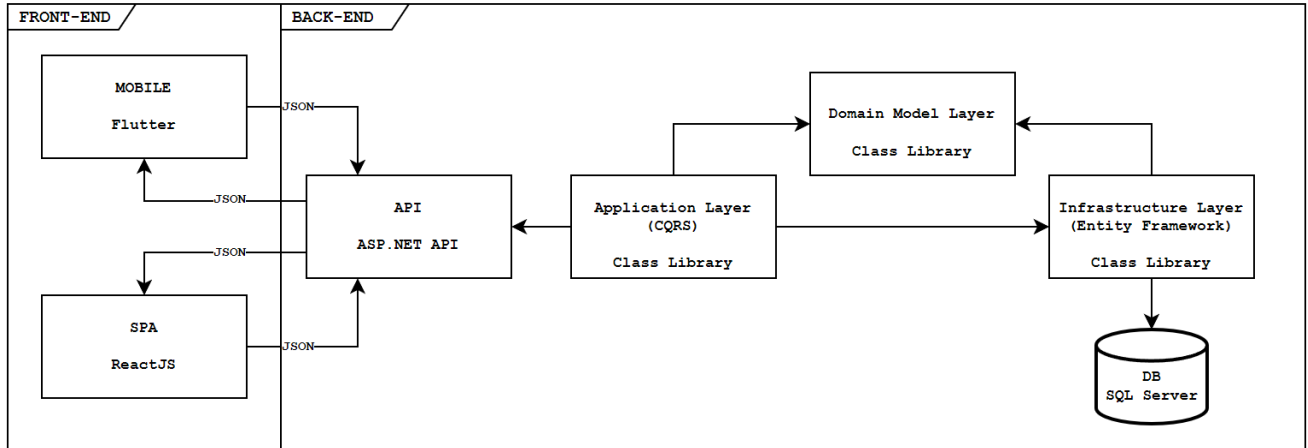 FRONT-END
BACK-END
MOBILE
Flutter
JSON
JSON
API
ASP.NET API
JSON
SPA
ReactJS
JSON
Application Layer
(CQRS)
Class Library
Domain Model Layer
Class Library
Infrastructure Layer
(Entity Framework)
Class Library
DB
SQL Server